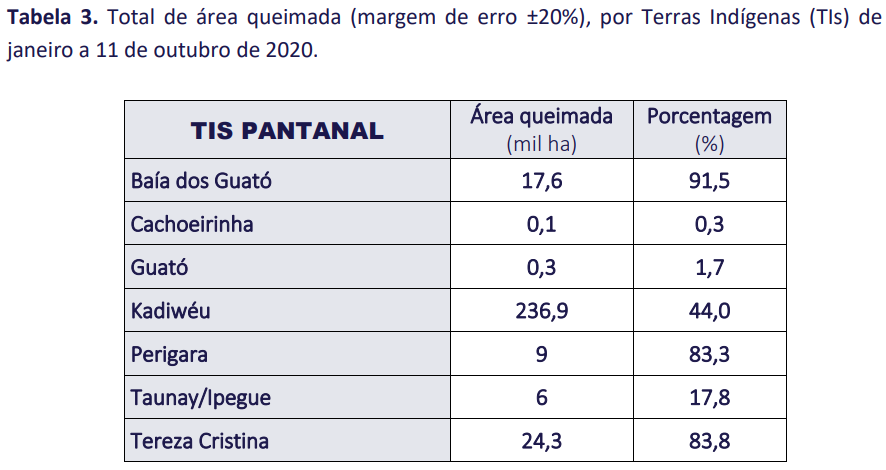 Tabela 3. Total de área queimada (margem de erro ±20%), por Terras Indígenas (TIs) de
janeiro a 11 de outubro de 2020.
TIS PANTANAL Área queimada (mil ha) Porcentagem (%)
Baía dos Guató 17,6 91,5
Cachoeirinha 0,1 0,3
Guató 0,3 1,7
Kadiwéu 236,9 44,0
Perigara 9 83,3
Taunay/Ipegue 6 17,8
Tereza Cristina 24,3 83,8